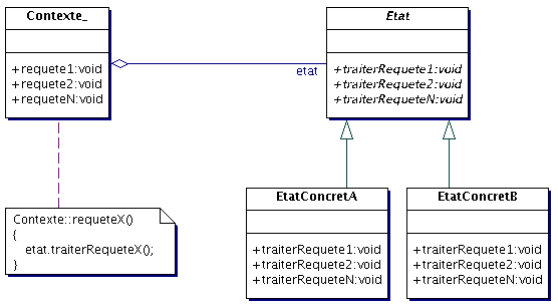 Contexte_
+requete1:void
+requete2:void
+requeteN:void
etat
Etat
+traiterRequete1:void
+traiterRequete2:void
+traiterRequeteN:void
Contexte::requeteX()
{
etat.traiterRequeteX();
}
EtatConcretA
+traiterRequete1:void
+traiterRequete2:void
+traiterRequeteN:void
EtatConcretB
+traiterRequete1:void
+traiterRequete2:void
+traiterRequeteN:void